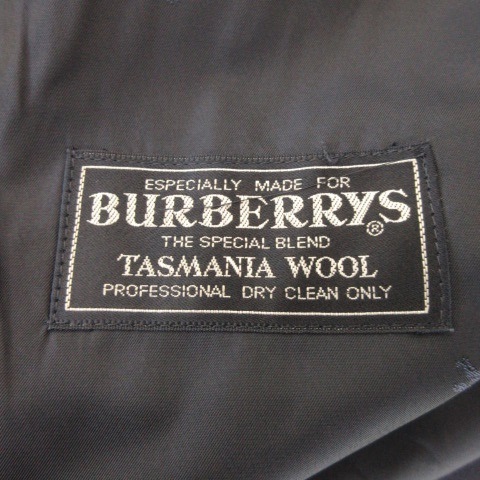 ESPECIALLY MADE FOR
BURBERRYS®
THE SPECIAL BLEND
TASMANIA WOOL
PROFESSIONAL DRY CLEAN ONLY